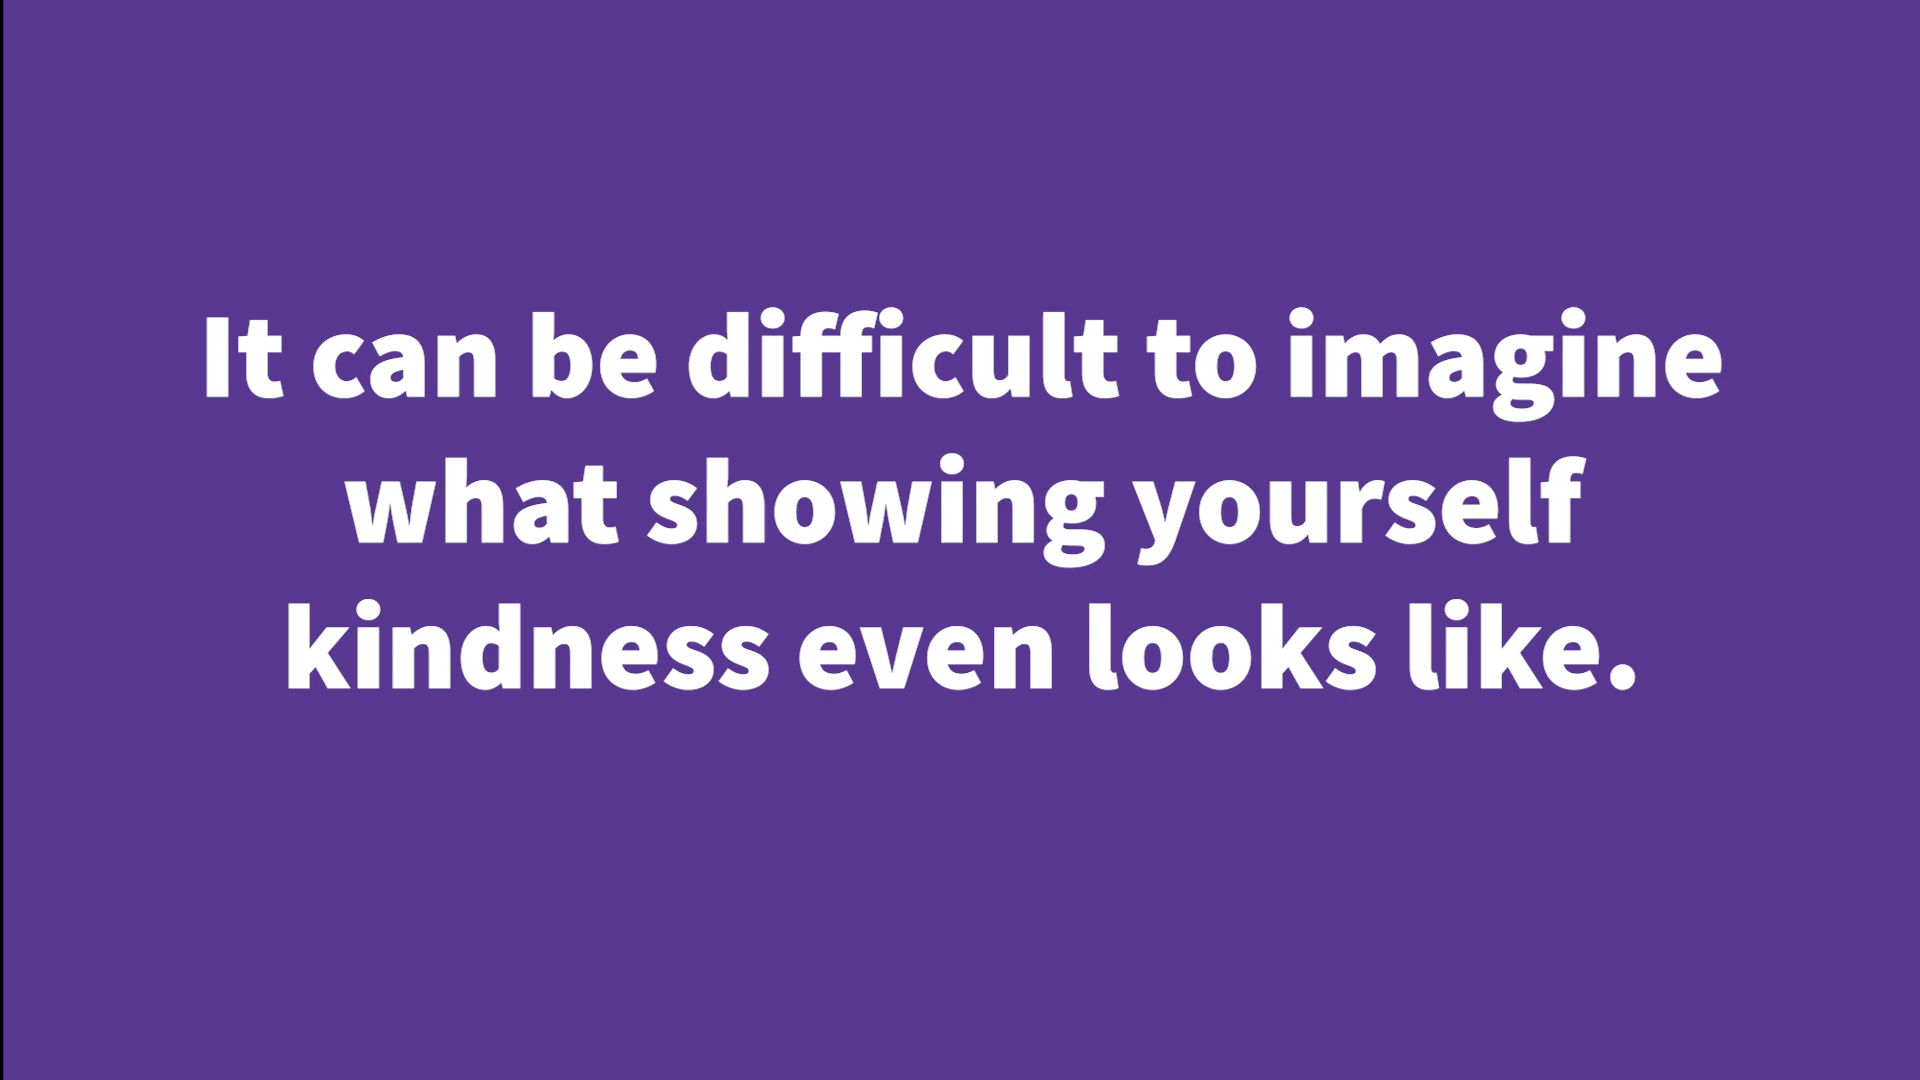 It can be difficult to imagine
what showing yourself
kindness even looks like.